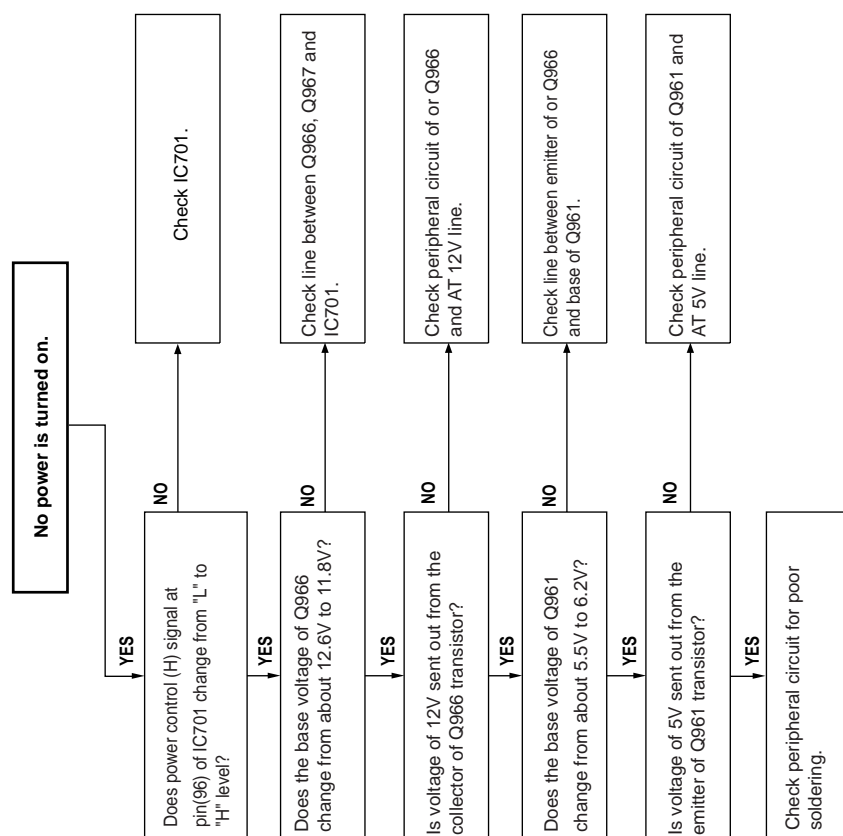 No power is turned on.
YES
Does power control (H) signal at
pin(96) of IC701 change from "L" to
"H" level?
NO
Check IC701.
YES
Does the base voltage of Q966
change from about 12.6V to 11.8V?
NO
Check line between Q966, Q967 and
IC701.
YES
Is voltage of 12V sent out from the
collector of Q966 transistor?
NO
Check peripheral circuit of or Q966
and AT 12V line.
YES
Does the base voltage of Q961
change from about 5.5V to 6.2V?
NO
Check line between emitter of or Q966
and base of Q961.
YES
Is voltage of 5V sent out from the
emitter of Q961 transistor?
NO
Check peripheral circuit of Q961 and
AT 5V line.
YES
Check peripheral circuit for poor
soldering.